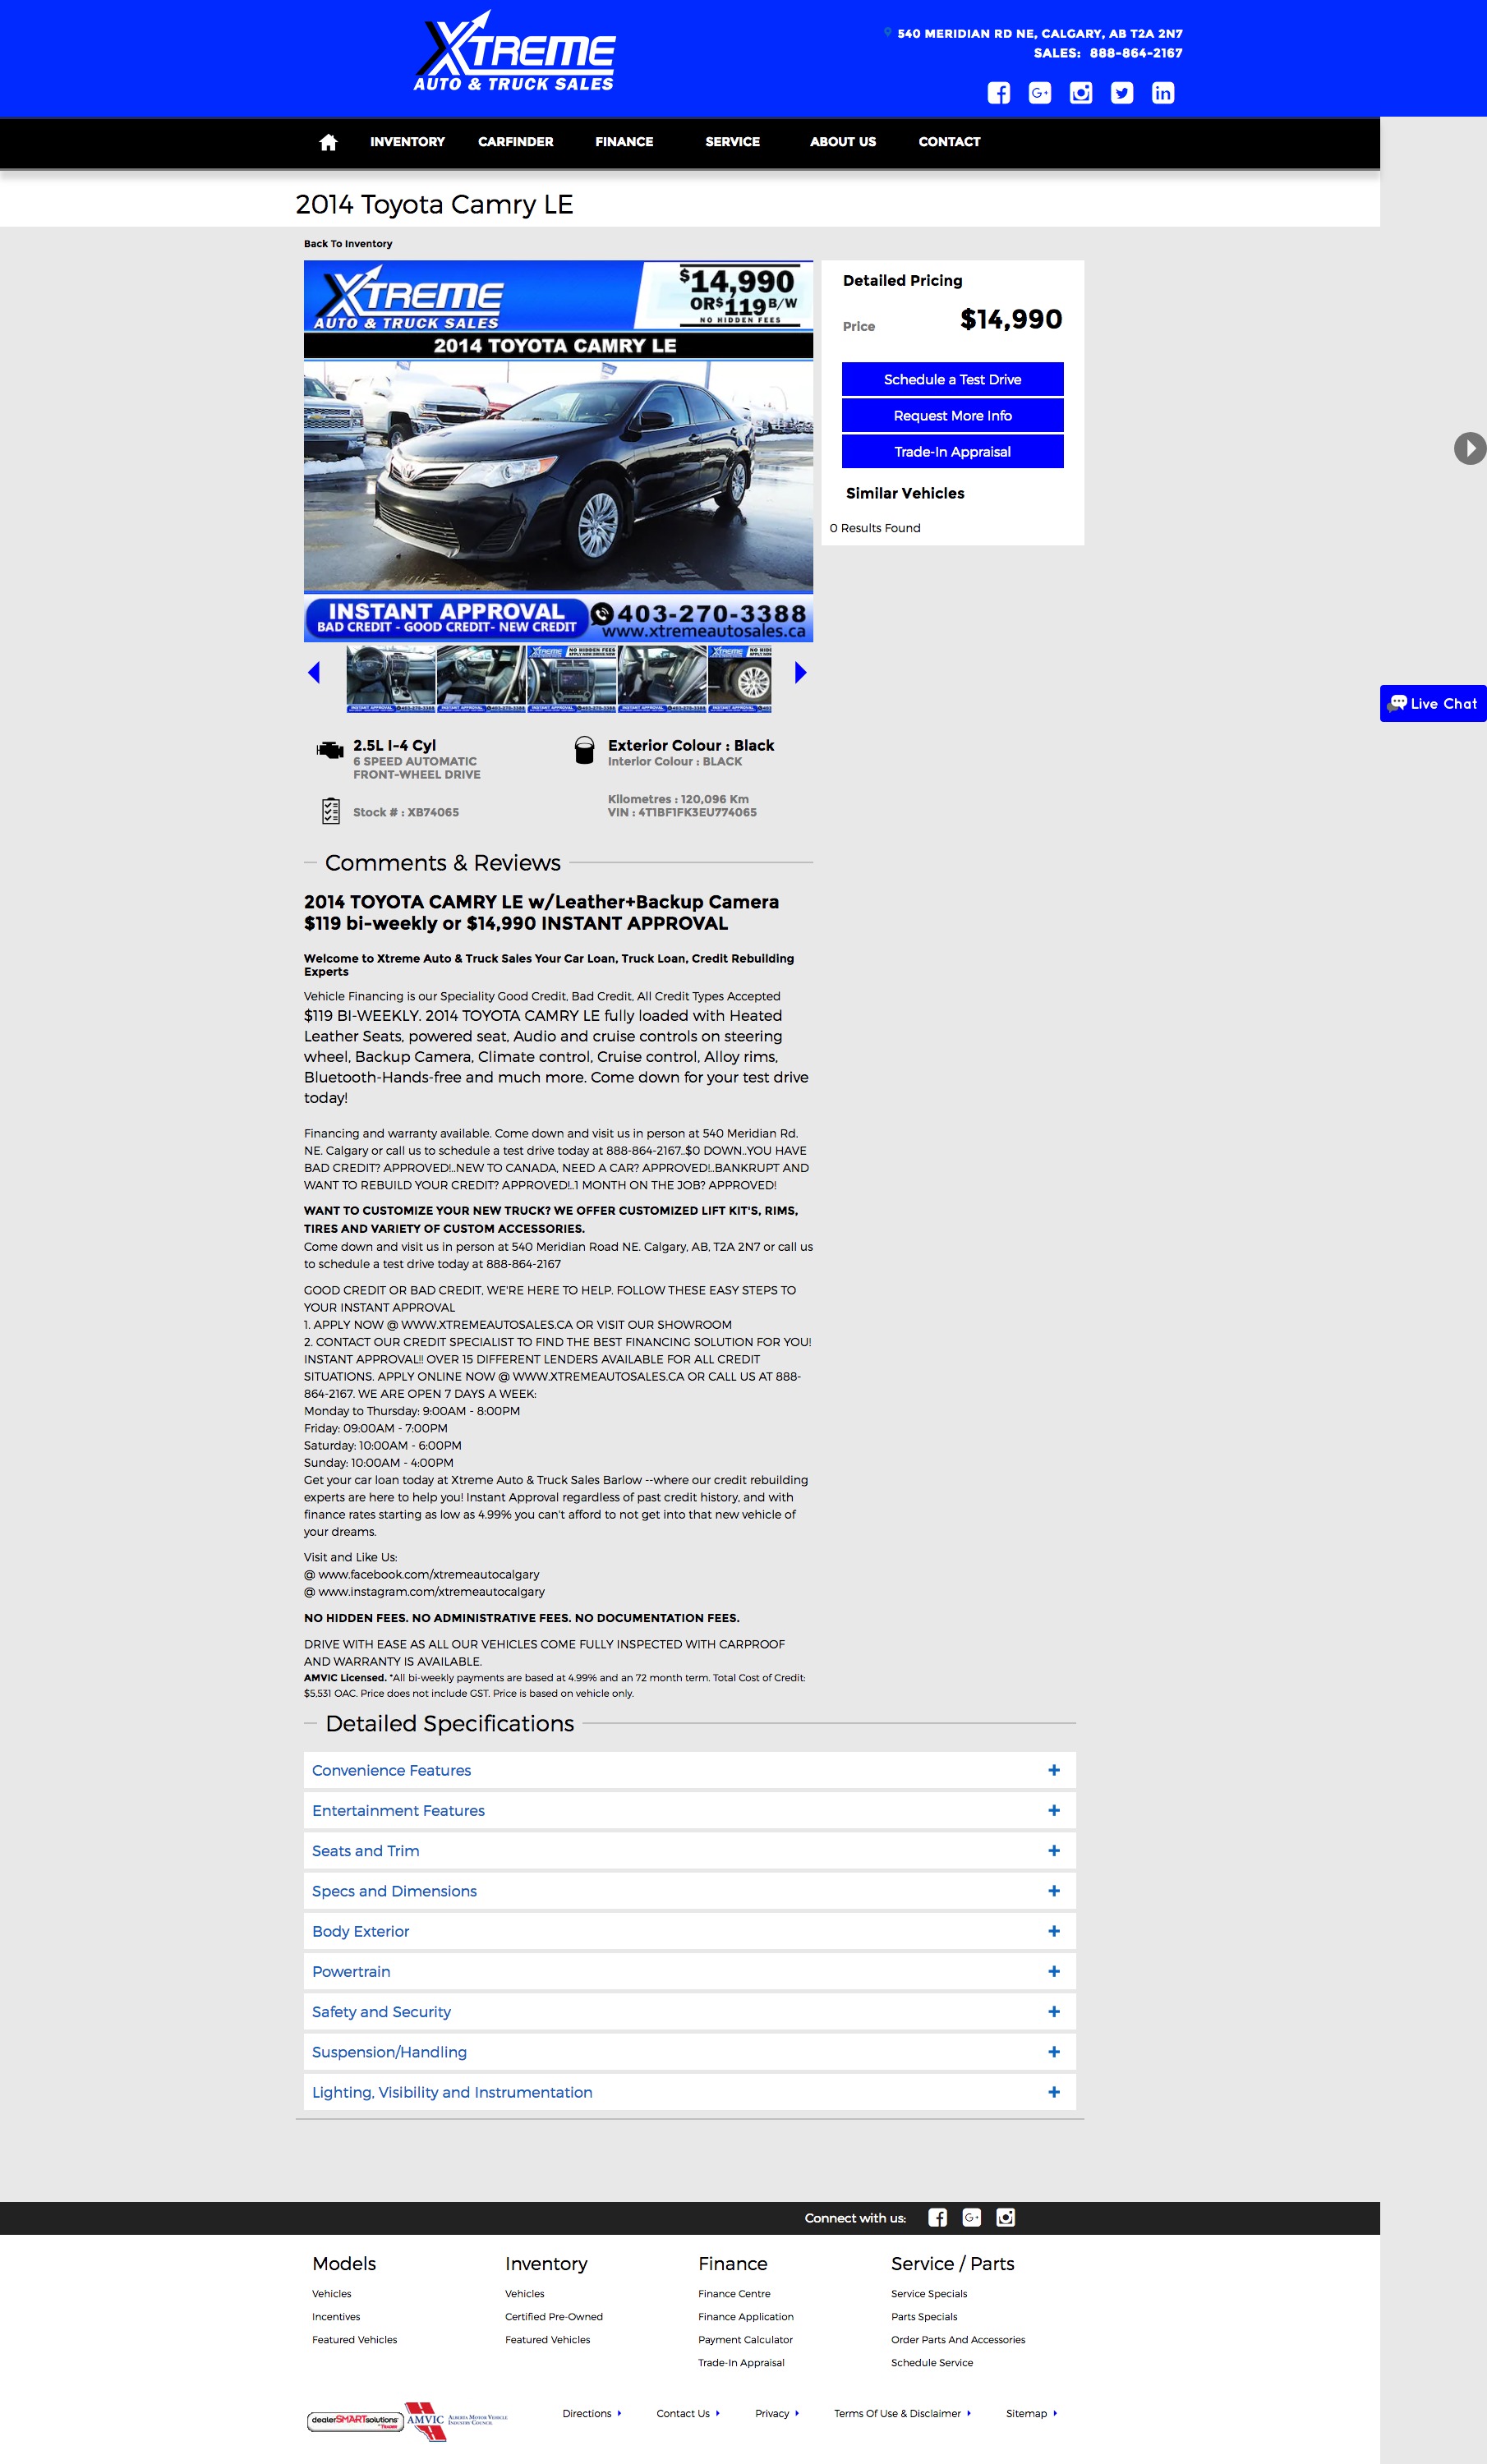 XTREME
AUTO & TRUCK SALES
540 MERIDIAN RD NE, CALGARY, AB T2A 2N7
SALES: 888-864-2167
INVENTORY CARFINDER FINANCE SERVICE ABOUT US CONTACT
2014 Toyota Camry LE
Back To Inventory
XTREME
AUTO & TRUCK SALES
$14,990
OR $119 B/W
NO HIDDEN FEES
2014 TOYOTA CAMRY LE
INSTANT APPROVAL
BAD CREDIT - GOOD CREDIT- NEW CREDIT
403-270-3388
www.xtremeautosales.ca
Detailed Pricing
Price $14,990
Schedule a Test Drive
Request More Info
Trade-In Appraisal
Similar Vehicles
0 Results Found
Live Chat
2.5L I-4 Cyl
6 SPEED AUTOMATIC
FRONT-WHEEL DRIVE
Exterior Colour : Black
Interior Colour : BLACK
Stock # : XB74065
Kilometres : 120,096 Km
VIN : 4T1BF1FK3EU774065
Comments & Reviews
2014 TOYOTA CAMRY LE w/Leather+Backup Camera
$119 bi-weekly or $14,990 INSTANT APPROVAL
Welcome to Xtreme Auto & Truck Sales Your Car Loan, Truck Loan, Credit Rebuilding
Experts
Vehicle Financing is our Speciality Good Credit, Bad Credit, All Credit Types Accepted
$119 BI-WEEKLY. 2014 TOYOTA CAMRY LE fully loaded with Heated
Leather Seats, powered seat, Audio and cruise controls on steering
wheel, Backup Camera, Climate control, Cruise control, Alloy rims,
Bluetooth-Hands-free and much more. Come down for your test drive
today!
Financing and warranty available. Come down and visit us in person at 540 Meridian Rd.
NE. Calgary or call us to schedule a test drive today at 888-864-2167..$0 DOWN..YOU HAVE
BAD CREDIT? APPROVED!..NEW TO CANADA, NEED A CAR? APPROVED!..BANKRUPT AND
WANT TO REBUILD YOUR CREDIT? APPROVED!..1 MONTH ON THE JOB? APPROVED!
WANT TO CUSTOMIZE YOUR NEW TRUCK? WE OFFER CUSTOMIZED LIFT KIT'S, RIMS,
TIRES AND VARIETY OF CUSTOM ACCESSORIES.
Come down and visit us in person at 540 Meridian Road NE. Calgary, AB, T2A 2N7 or call us
to schedule a test drive today at 888-864-2167
GOOD CREDIT OR BAD CREDIT, WE'RE HERE TO HELP. FOLLOW THESE EASY STEPS TO
YOUR INSTANT APPROVAL
1. APPLY NOW @ WWW.XTREMEAUTOSALES.CA OR VISIT OUR SHOWROOM
2. CONTACT OUR CREDIT SPECIALIST TO FIND THE BEST FINANCING SOLUTION FOR YOU!
INSTANT APPROVAL!! OVER 15 DIFFERENT LENDERS AVAILABLE FOR ALL CREDIT
SITUATIONS. APPLY ONLINE NOW @ WWW.XTREMEAUTOSALES.CA OR CALL US AT 888-
864-2167. WE ARE OPEN 7 DAYS A WEEK:
Monday to Thursday: 9:00AM - 8:00PM
Friday: 09:00AM - 7:00PM
Saturday: 10:00AM - 6:00PM
Sunday: 10:00AM - 4:00PM
Get your car loan today at Xtreme Auto & Truck Sales Barlow --where our credit rebuilding
experts are here to help you! Instant Approval regardless of past credit history, and with
finance rates starting as low as 4.99% you can't afford to not get into that new vehicle of
your dreams.
Visit and Like Us:
@ www.facebook.com/xtremeautocalgary
@ www.instagram.com/xtremeautocalgary
NO HIDDEN FEES. NO ADMINISTRATIVE FEES. NO DOCUMENTATION FEES.
DRIVE WITH EASE AS ALL OUR VEHICLES COME FULLY INSPECTED WITH CARPROOF
AND WARRANTY IS AVAILABLE.
AMVIC Licensed. *All bi-weekly payments are based at 4.99% and an 72 month term. Total Cost of Credit:
$5,531 OAC. Price does not include GST. Price is based on vehicle only.
Detailed Specifications
Convenience Features
Entertainment Features
Seats and Trim
Specs and Dimensions
Body Exterior
Powertrain
Safety and Security
Suspension/Handling
Lighting, Visibility and Instrumentation
Connect with us:
Models Inventory Finance Service / Parts
Vehicles Vehicles Finance Centre Service Specials
Incentives Certified Pre-Owned Finance Application Parts Specials
Featured Vehicles Featured Vehicles Payment Calculator Order Parts And Accessories
Trade-In Appraisal Schedule Service
dealerSMARTsolutions
AMVIC ALBERTA MOTOR VEHICLE
INDUSTRY COUNCIL
Directions Contact Us Privacy Terms Of Use & Disclaimer Sitemap